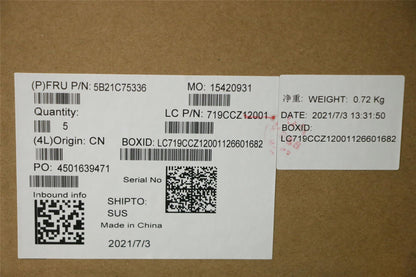 (P)FRU P/N: 5B21C75336
MO: 15420931
Quantity:
5
LC P/N: 719CCZ12001
(4L)Origin: CN
BOXID: LC719CCZ12001126601682
PO: 4501639471
Serial No
Inbound info
SHIPTO:
SUS
Made in China
2021/7/3
净重: WEIGHT: 0.72 Kg
DATE: 2021/7/3 13:31:50
BOXID:
LC719CCZ12001126601682